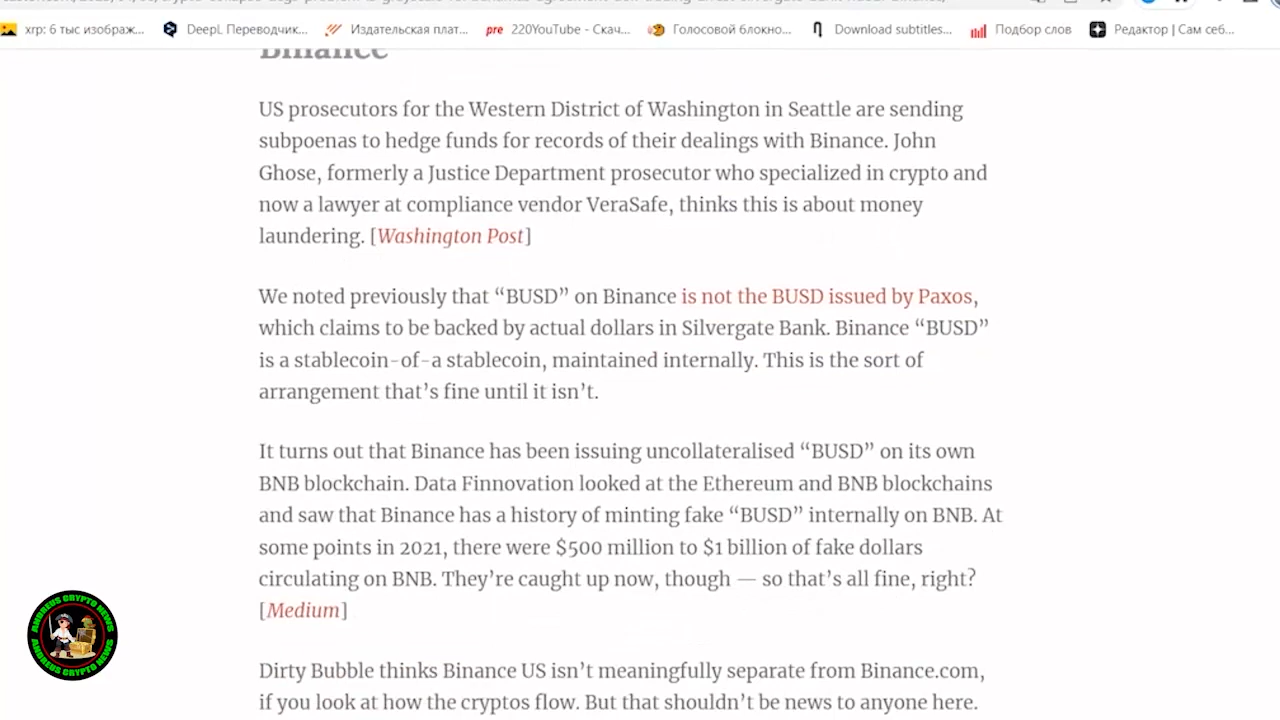 xrp: 6 тыс изображ...
DeepL Переводчик...
Издательская плат...
pre 220YouTube - Скач...
Голосовой блокно...
Download subtitles...
Подбор слов
Редактор | Сам себ...
Binance
US prosecutors for the Western District of Washington in Seattle are sending
subpoenas to hedge funds for records of their dealings with Binance. John
Ghose, formerly a Justice Department prosecutor who specialized in crypto and
now a lawyer at compliance vendor VeraSafe, thinks this is about money
laundering. [Washington Post]
We noted previously that “BUSD” on Binance is not the BUSD issued by Paxos,
which claims to be backed by actual dollars in Silvergate Bank. Binance “BUSD”
is a stablecoin-of-a stablecoin, maintained internally. This is the sort of
arrangement that’s fine until it isn’t.
It turns out that Binance has been issuing uncollateralised “BUSD” on its own
BNB blockchain. Data Finnovation looked at the Ethereum and BNB blockchains
and saw that Binance has a history of minting fake “BUSD” internally on BNB. At
some points in 2021, there were $500 million to $1 billion of fake dollars
circulating on BNB. They’re caught up now, though — so that’s all fine, right?
[Medium]
Dirty Bubble thinks Binance US isn’t meaningfully separate from Binance.com,
if you look at how the cryptos flow. But that shouldn’t be news to anyone here.
ANDREUS CRYPTO NEWS
ANDREUS CRYPTO NEWS